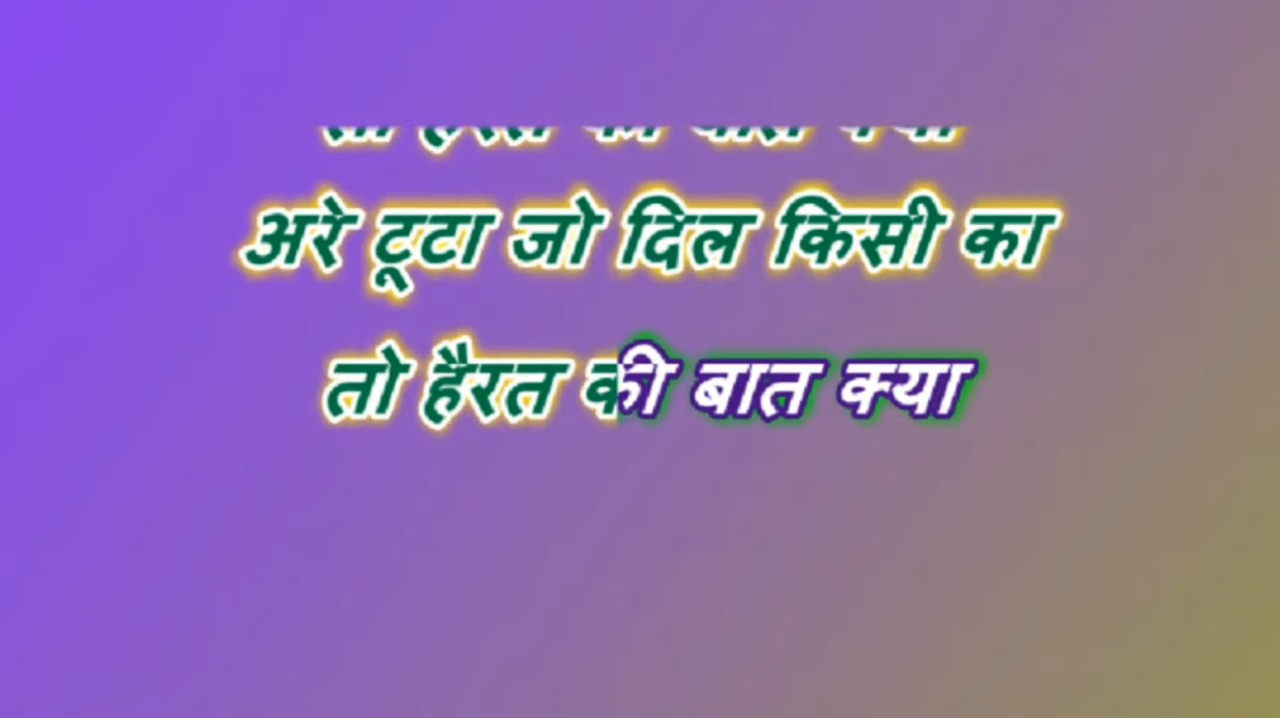 अरे टूटा जो दिल किसी का
तो हैरत की बात क्या